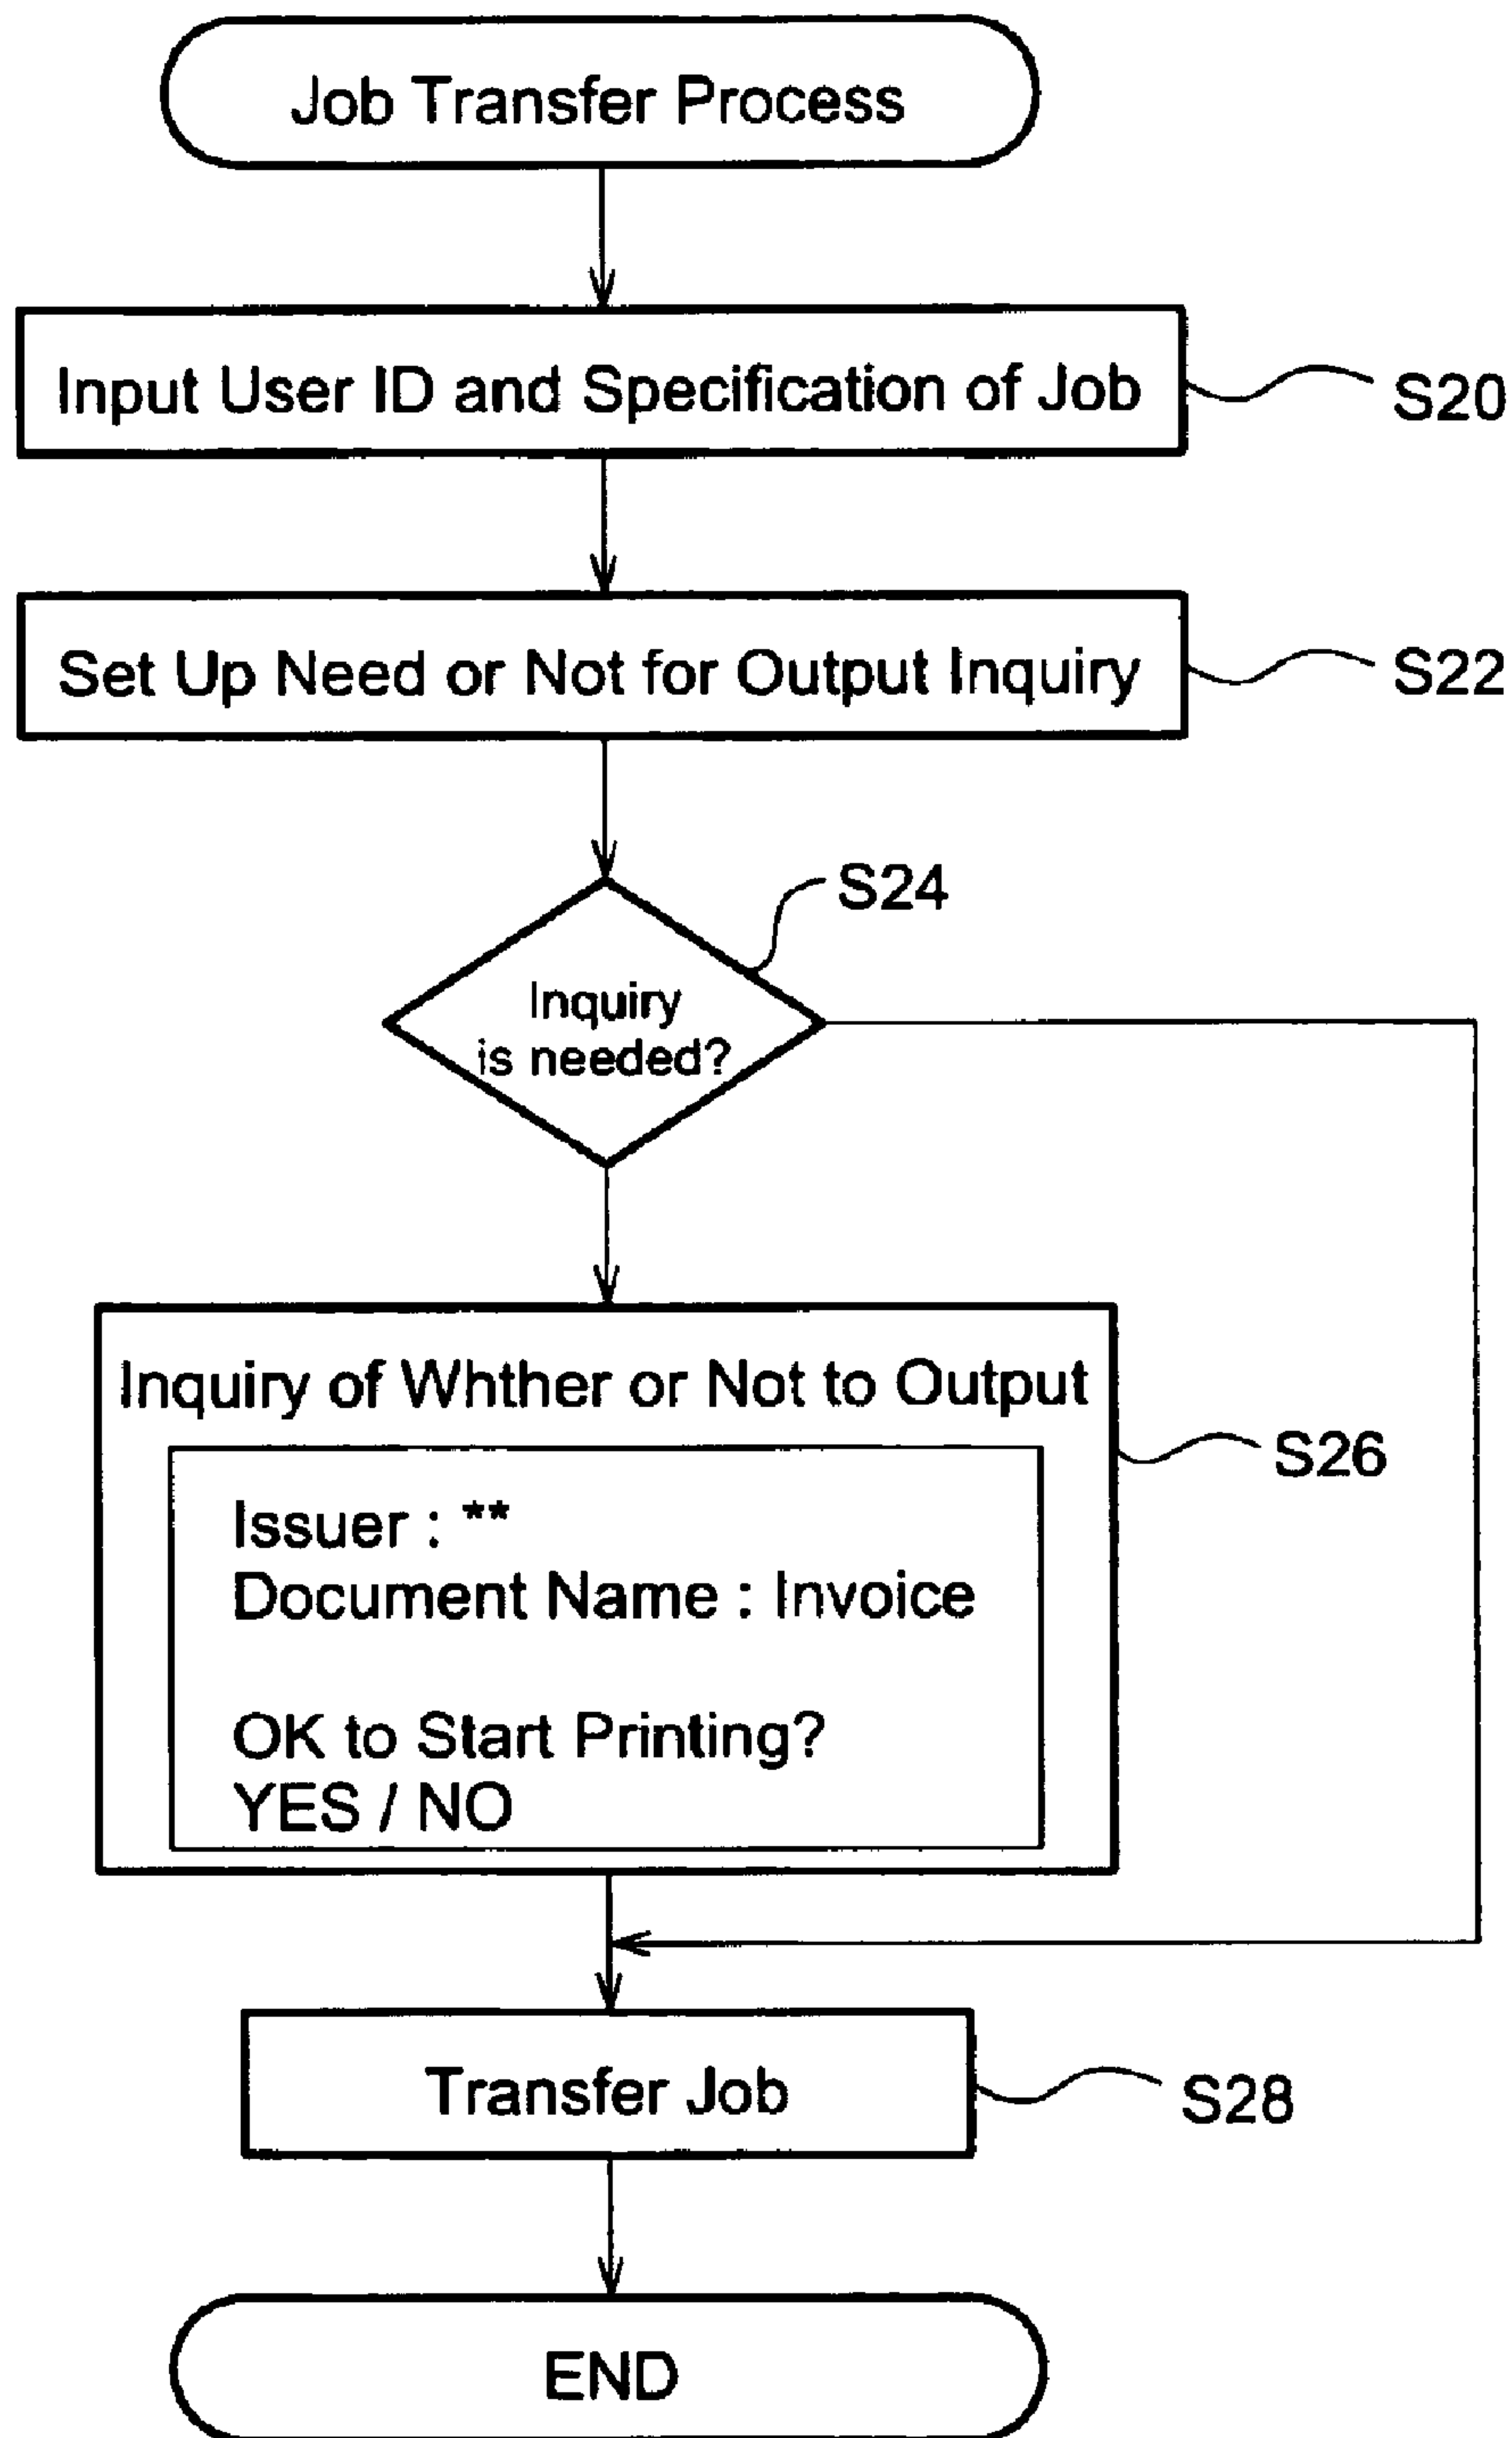 Job Transfer Process
Input User ID and Specification of Job
S20
Set Up Need or Not for Output Inquiry
S22
S24
Inquiry
is needed?
Inquiry of Whther or Not to Output
S26
Issuer : **
Document Name : Invoice
OK to Start Printing?
YES / NO
Transfer Job
S28
END